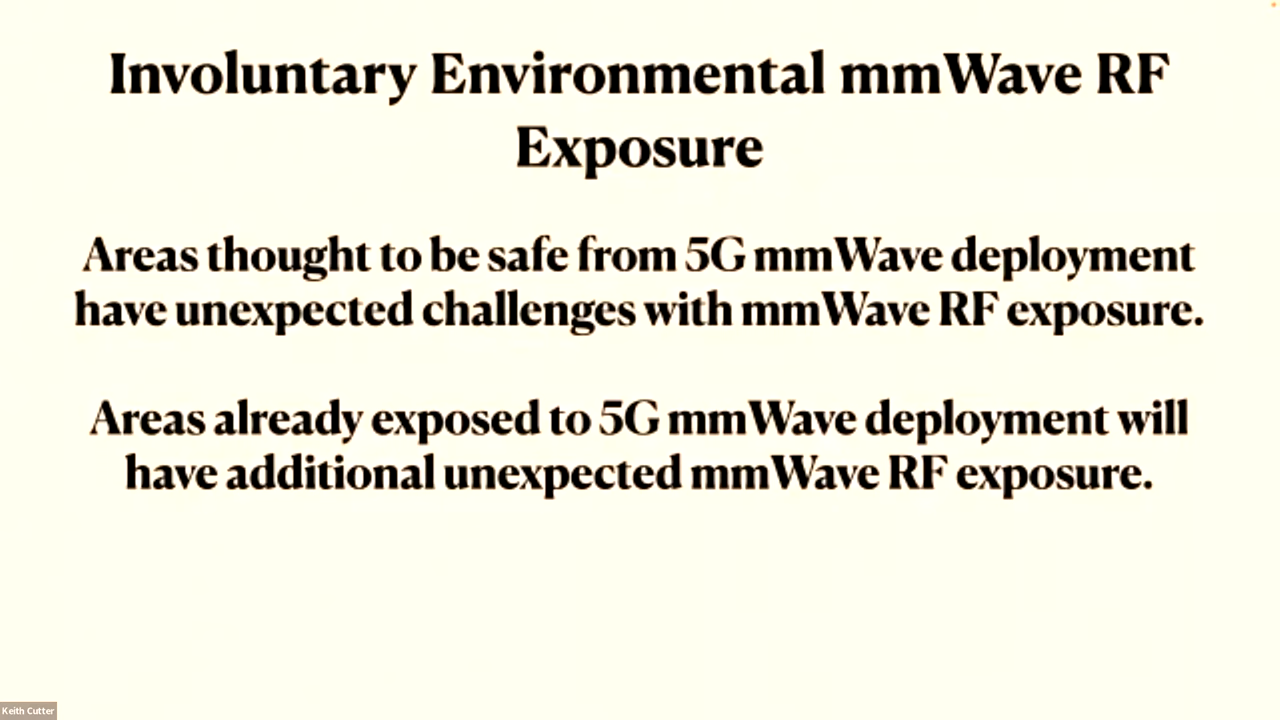 Involuntary Environmental mmWave RF
Exposure
Areas thought to be safe from 5G mmWave deployment
have unexpected challenges with mmWave RF exposure.
Areas already exposed to 5G mmWave deployment will
have additional unexpected mmWave RF exposure.
Keith Cutter